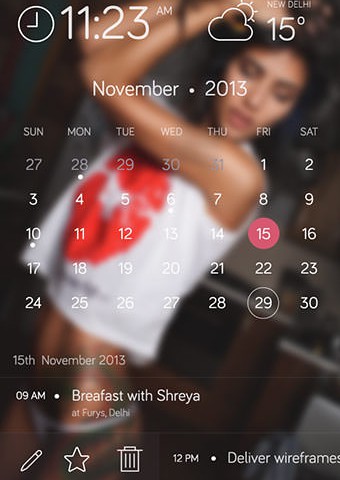 11:23 AM
NEW DELHI
15°
November • 2013
SUN MON TUE WED THU FRI SAT
27 28 29 30 31 1 2
3 4 5 6 7 8 9
10 11 12 13 14 15 16
17 18 19 20 21 22 23
24 25 26 27 28 29 30
15th November 2013
09 AM • Breafast with Shreya
at Furys, Delhi
12 PM • Deliver wireframes